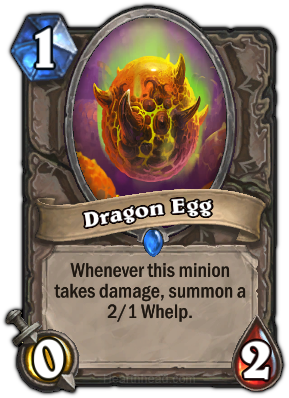 1
Dragon Egg
Whenever this minion
takes damage, summon a
2/1 Whelp.
0
2